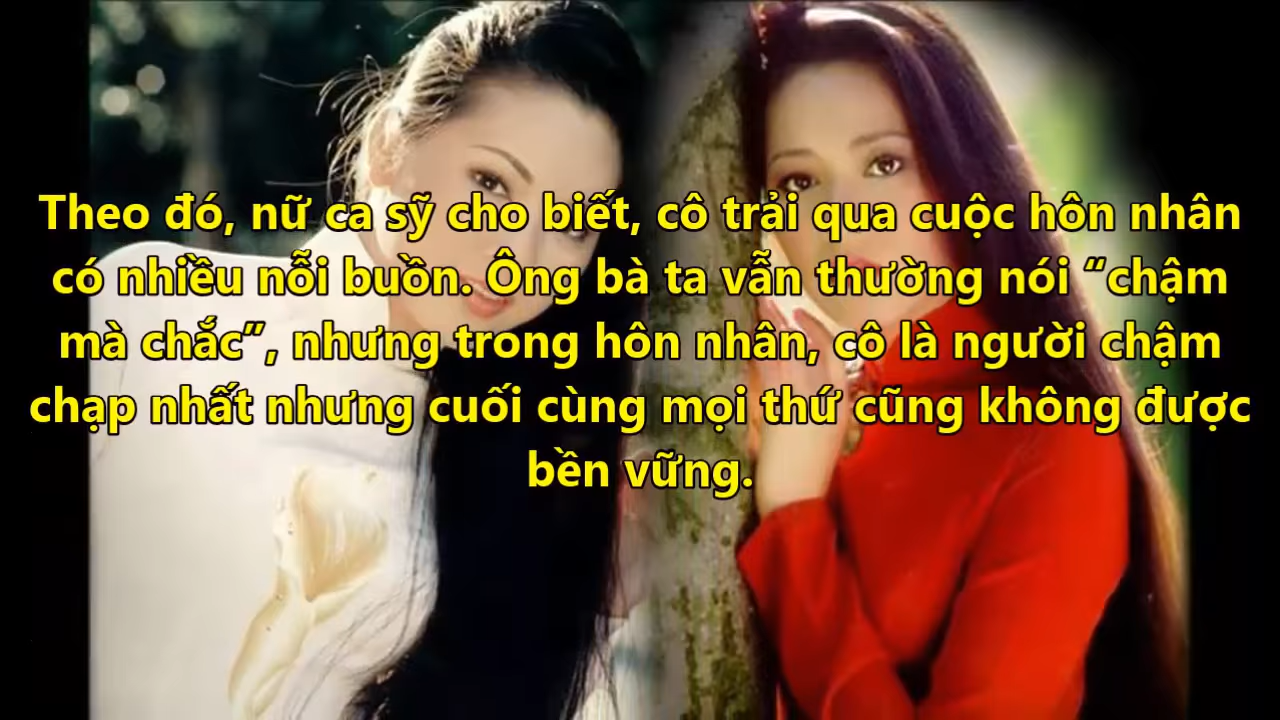 Theo đó, nữ ca sỹ cho biết, cô trải qua cuộc hôn nhân
có nhiều nỗi buồn. Ông bà ta vẫn thường nói “chậm
mà chắc”, nhưng trong hôn nhân, cô là người chậm
chạp nhất nhưng cuối cùng mọi thứ cũng không được
bền vững.